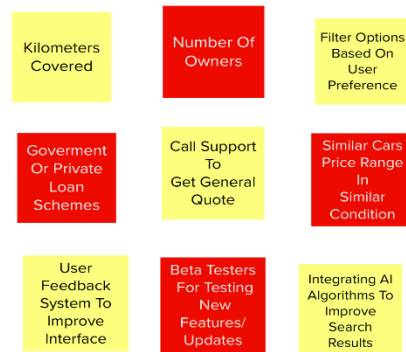 Kilometers
Covered
Number Of
Owners
Filter Options
Based On
User
Preference
Goverment
Or Private
Loan
Schemes
Call Support
To
Get General
Quote
Similar Cars
Price Range
In
Similar
Condition
User
Feedback
System To
Improve
Interface
Beta Testers
For Testing
New
Features/
Updates
Integrating AI
Algorithms To
Improve
Search
Results